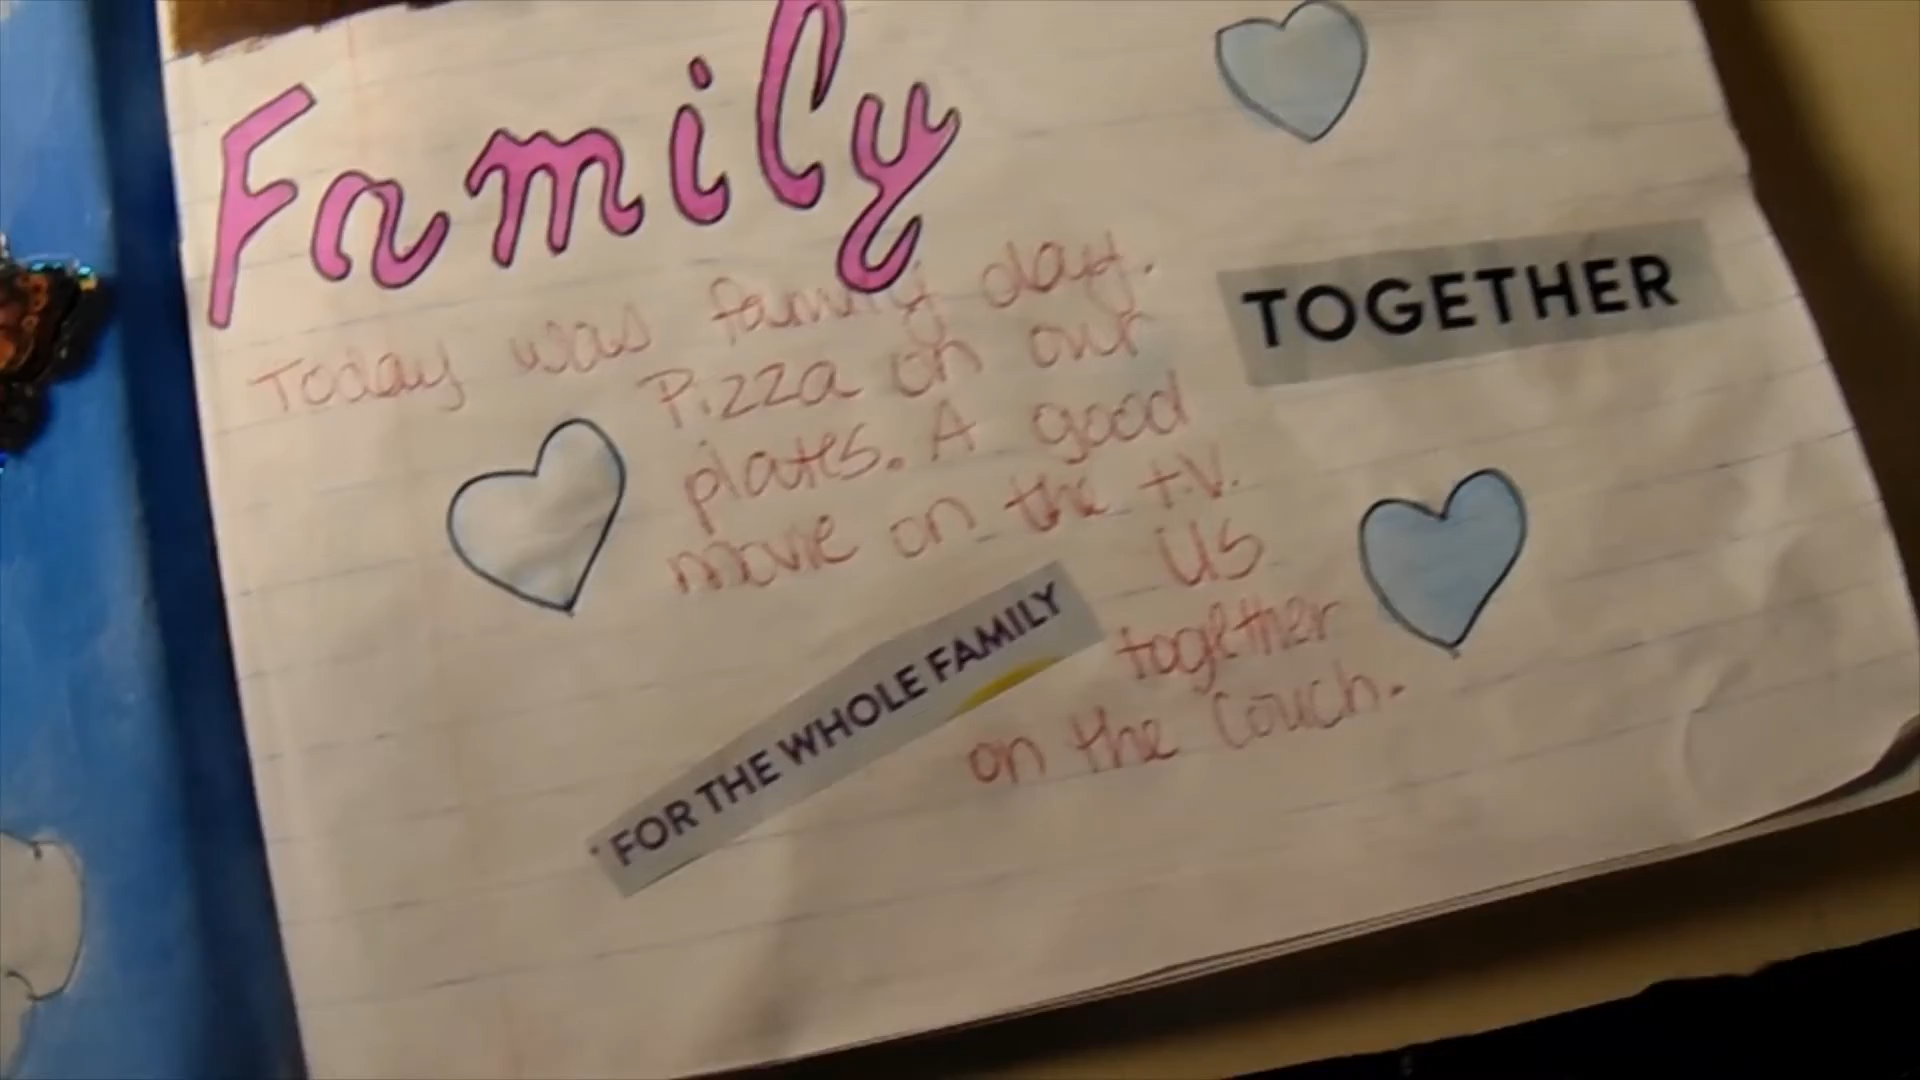 Family
Today was family day.
TOGETHER
Pizza on our
plates. A good
movie on the t.v.
us
together
on the couch.
FOR THE WHOLE FAMILY